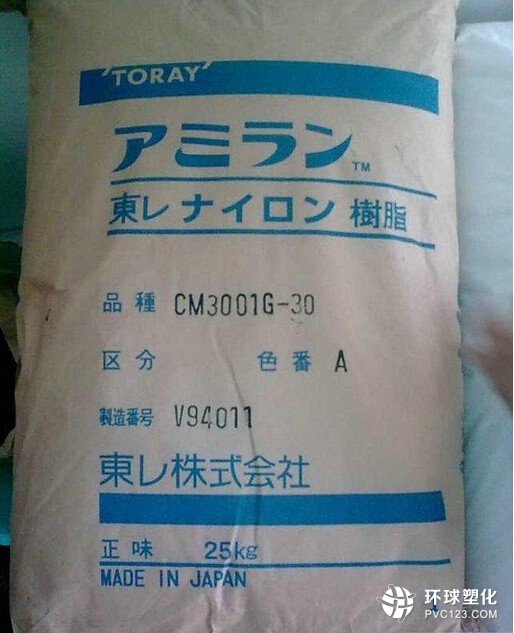 'TORAY'
アミラン™
東レ ナイロン 樹脂
品種 CM3001G-30
区分 色番 A
製造番号 V94011
東レ株式会社
正味 25kg
MADE IN JAPAN
环球塑化
PVC123.COM